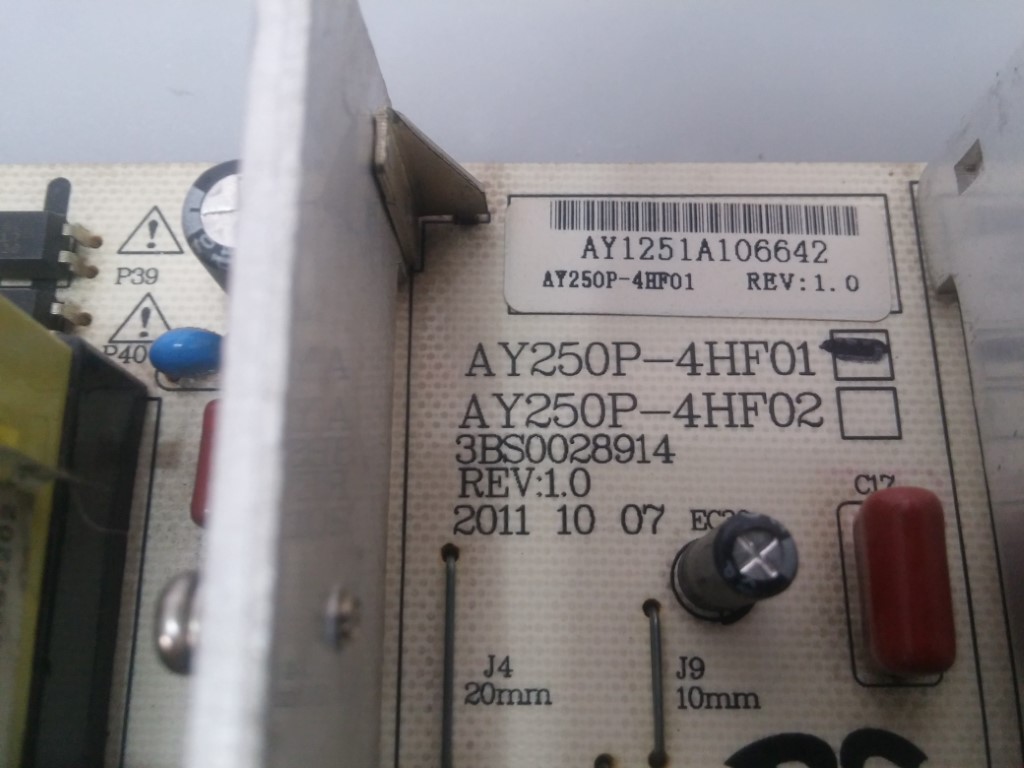 AY1251A106642
AY250P-4HF01 REV:1.0
AY250P-4HF01
AY250P-4HF02
3BS0028914
REV:1.0
2011 10 07
P39
P40
C17
J4
20mm
J9
10mm